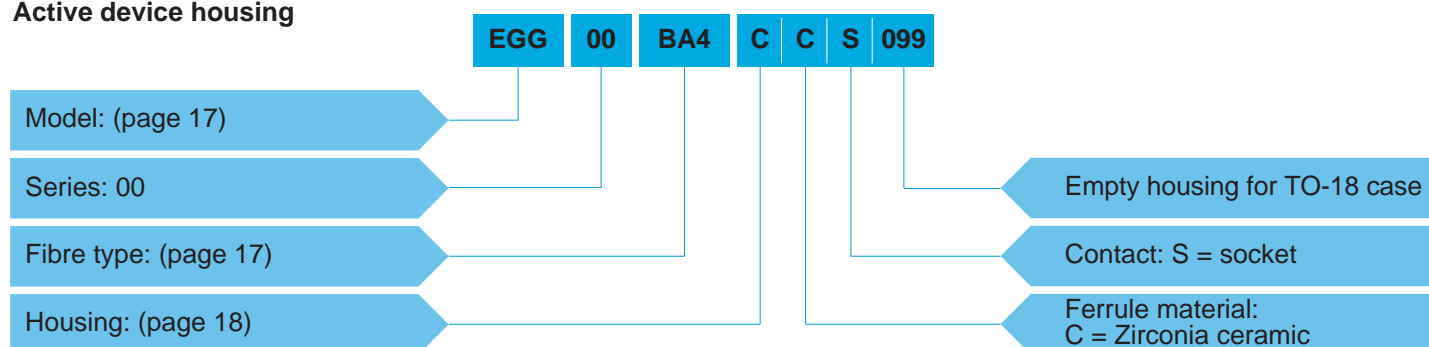 Active device housing
EGG 00 BA4 C C S 099
Model: (page 17)
Series: 00
Fibre type: (page 17)
Housing: (page 18)
Empty housing for TO-18 case
Contact: S = socket
Ferrule material:
C = Zirconia ceramic